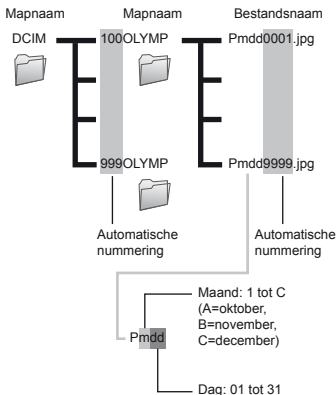 Mapnaam Mapnaam Bestandsnaam
DCIM 100OLYMP Pmdd0001.jpg
999OLYMP Pmdd9999.jpg
Automatische
nummering
Automatische
nummering
Maand: 1 tot C
(A=oktober,
B=november,
C=december)
Pmdd
Dag: 01 tot 31